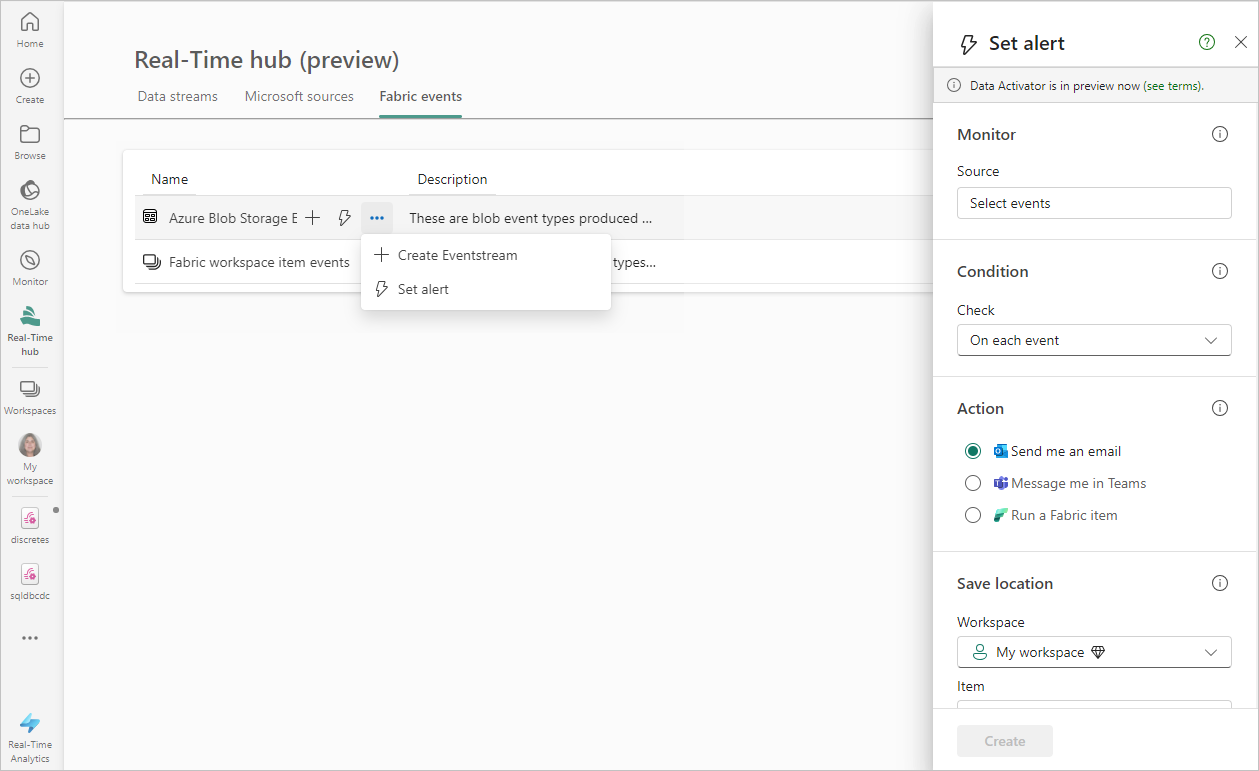 Home
Create
Browse
OneLake
data hub
Monitor
Real-Time
hub
Workspaces
My
workspace
discretes
sqldbcdc
Real-Time
Analytics
Real-Time hub (preview)
Data streams Microsoft sources Fabric events
Name Description
Azure Blob Storage E These are blob event types produced ...
Fabric workspace item events types...
Create Eventstream
Set alert
Set alert
Data Activator is in preview now (see terms).
Monitor
Source
Select events
Condition
Check
On each event
Action
Send me an email
Message me in Teams
Run a Fabric item
Save location
Workspace
My workspace
Item
Create